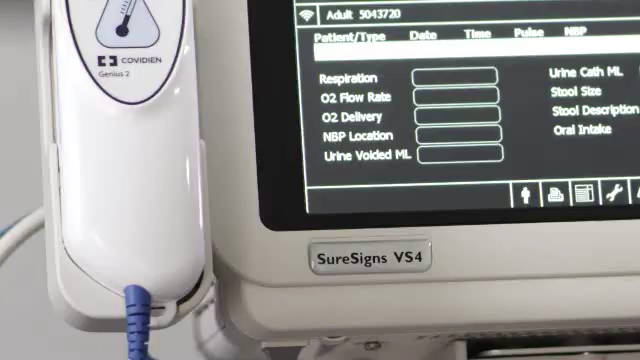 COVIDIEN
Genius 2
Adult 5043720
Patient/Type Date Time Pulse NBP
Respiration
O2 Flow Rate
O2 Delivery
NBP Location
Urine Voided ML
Urine Cath ML
Stool Size
Stool Description
Oral Intake
SureSigns VS4